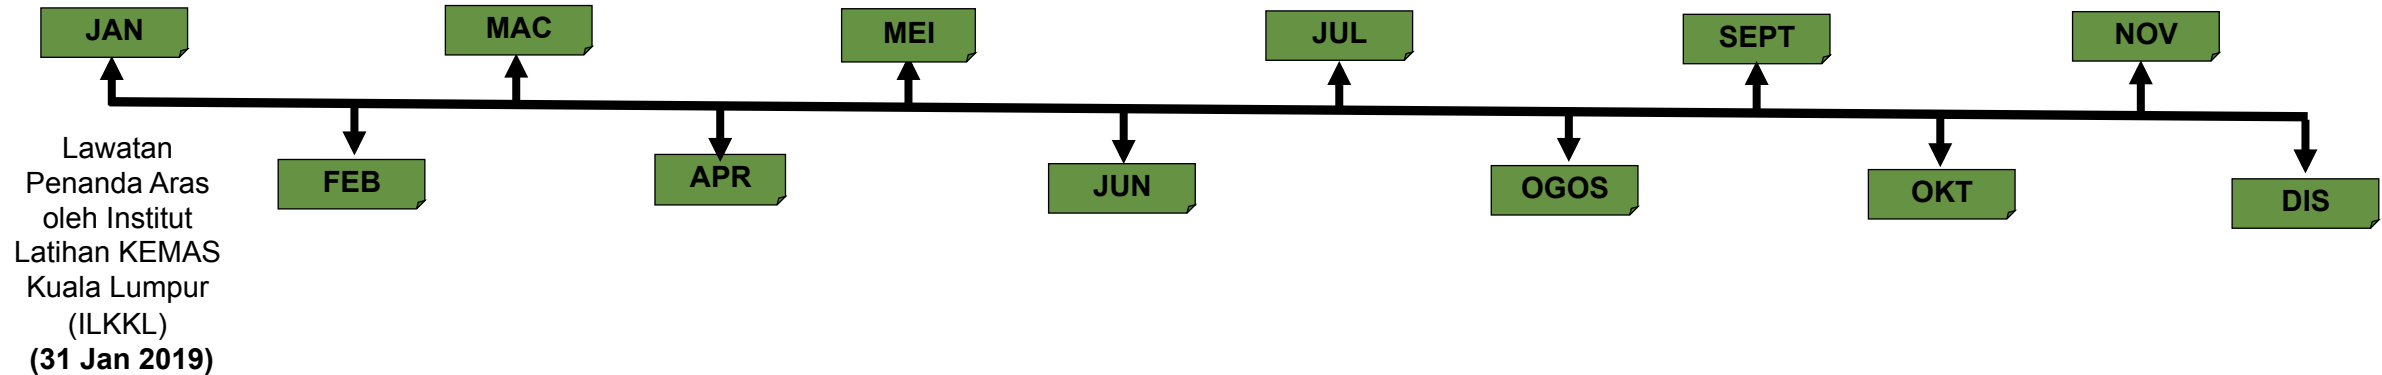 JAN
MAC
MEI
JUL
SEPT
NOV
FEB
APR
JUN
OGOS
OKT
DIS
Lawatan
Penanda Aras
oleh Institut
Latihan KEMAS
Kuala Lumpur
(ILKKL)
(31 Jan 2019)